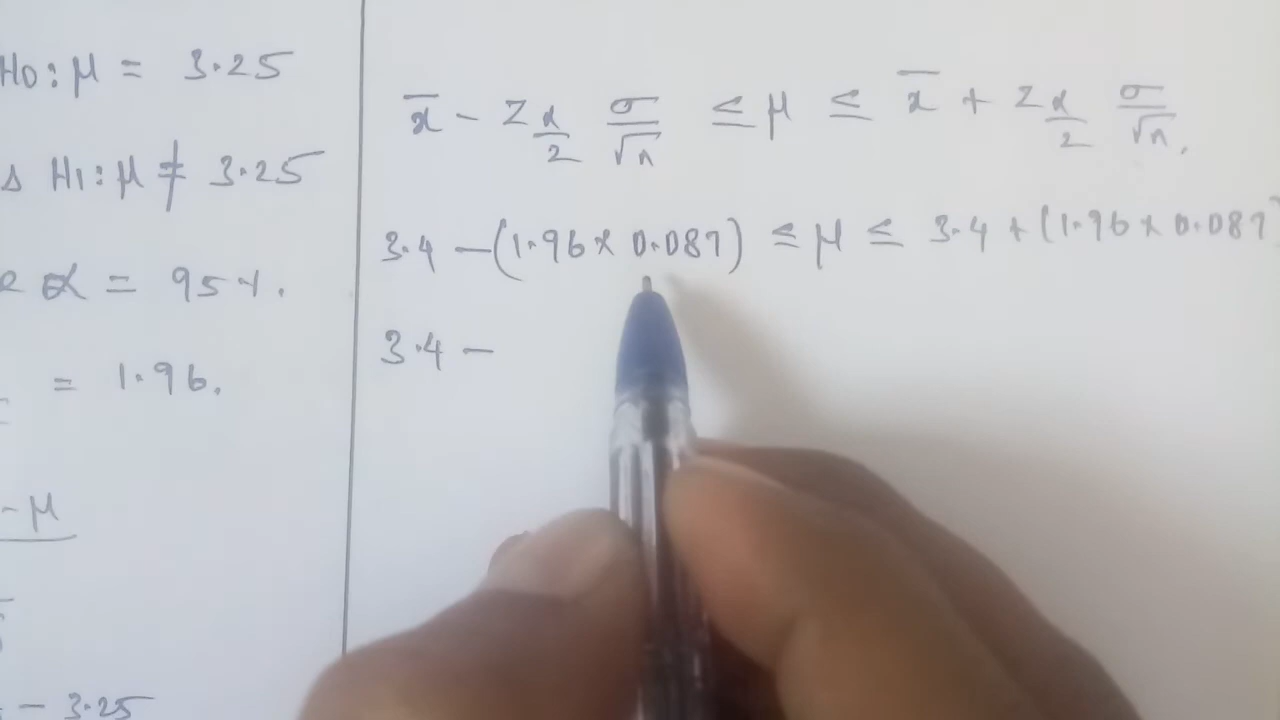 H0 : μ = 3.25
H1 : μ ≠ 3.25
α = 95%.
= 1.96.
- μ
- 3.25
x̄ - Zα/2 σ/√n ≤ μ ≤ x̄ + Zα/2 σ/√n.
3.4 - (1.96 × 0.087) ≤ μ ≤ 3.4 + (1.96 × 0.087
3.4 -